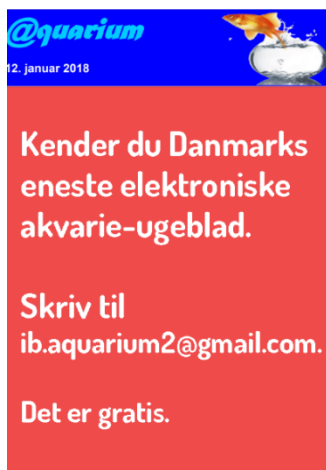 @quarium
12. januar 2018
Kender du Danmarks
eneste elektroniske
akvarie-ugeblad.
Skriv til
ib.aquarium2@gmail.com.
Det er gratis.